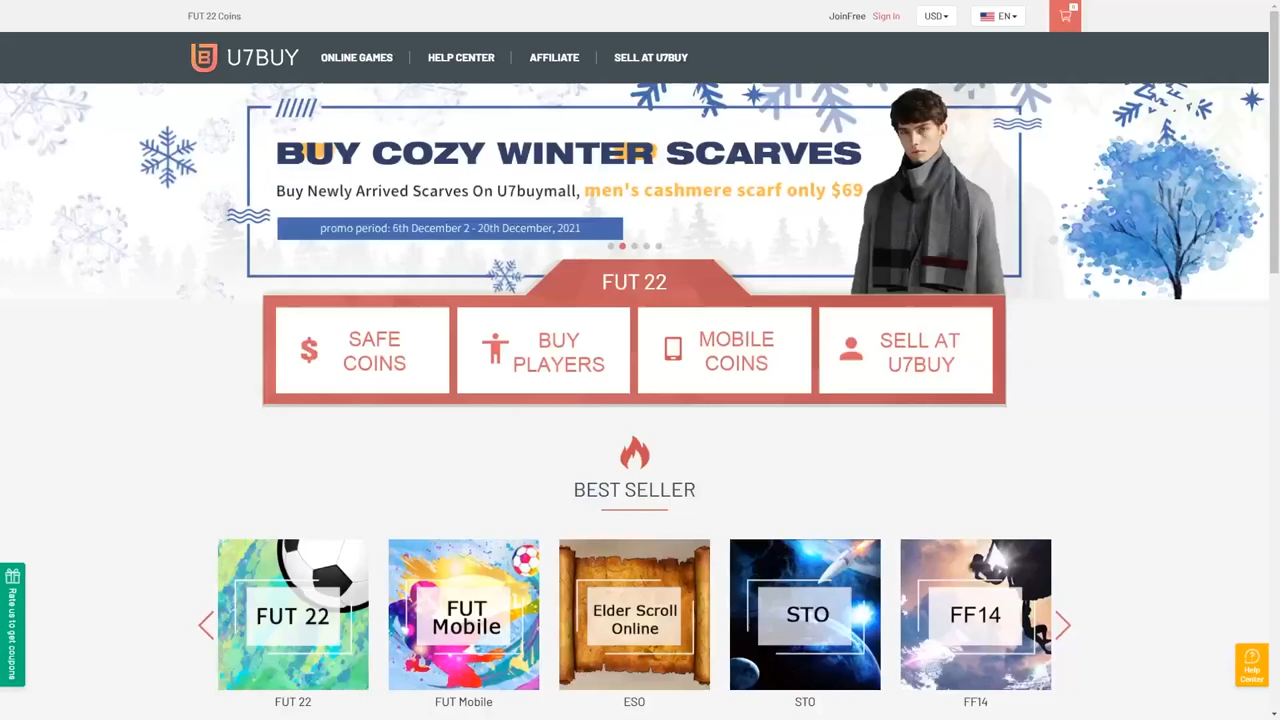 FUT 22 Coins
JoinFree Sign In USD EN 0
U7BUY ONLINE GAMES HELP CENTER AFFILIATE SELL AT U7BUY
BUY COZY WINTER SCARVES
Buy Newly Arrived Scarves On U7buymall, men's cashmere scarf only $69
promo period: 6th December 2 - 20th December, 2021
FUT 22
SAFE
COINS
BUY
PLAYERS
MOBILE
COINS
SELL AT
U7BUY
BEST SELLER
FUT 22
FUT
Mobile
Elder Scroll
Online
STO
FF14
FUT 22
FUT Mobile
ESO
STO
FF14
Rate us to get coupons
Help
Center